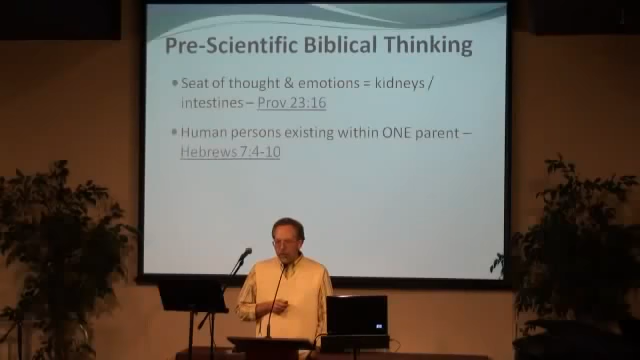 Pre-Scientific Biblical Thinking
• Seat of thought & emotions = kidneys /
intestines – Prov 23:16
• Human persons existing within ONE parent –
Hebrews 7:4-10